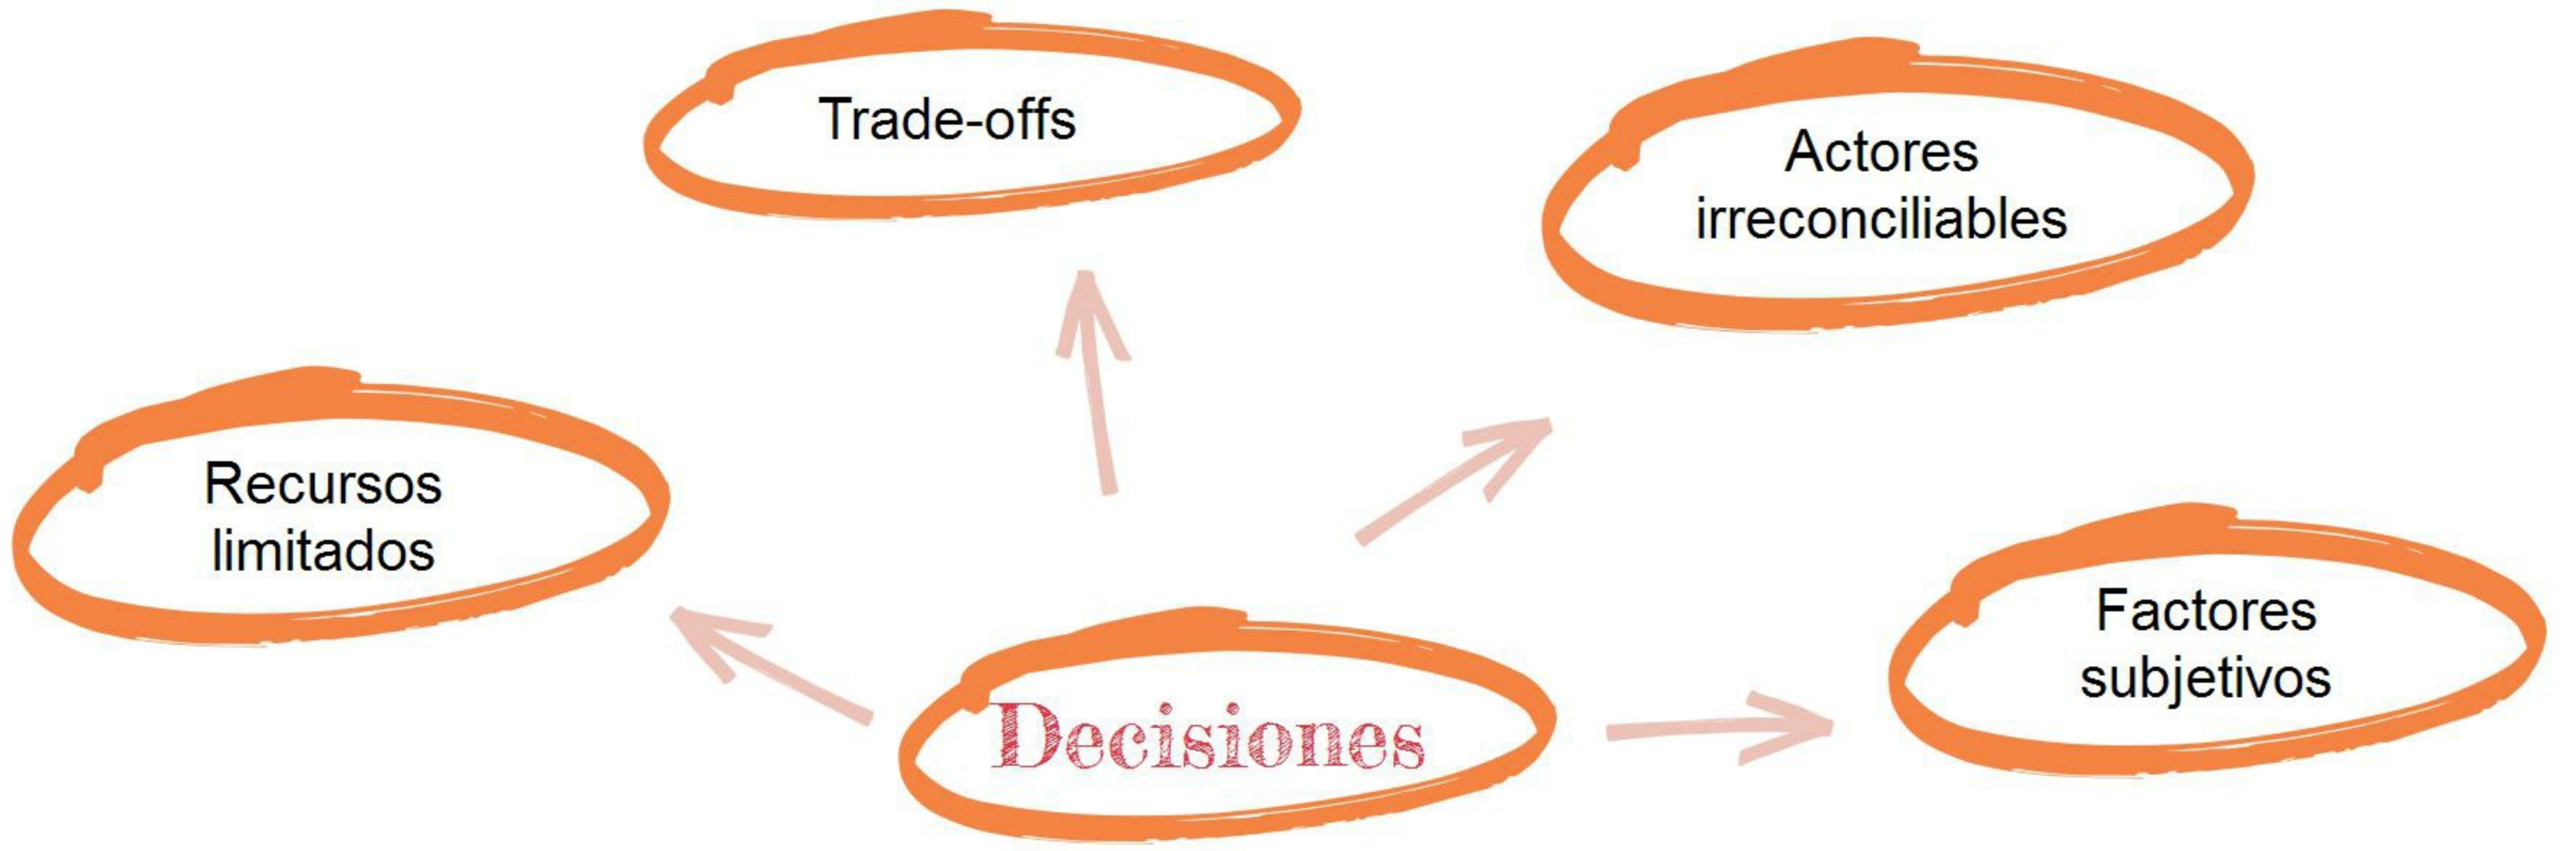 Trade-offs
Actores
irreconciliables
Recursos
limitados
Factores
subjetivos
Decisiones